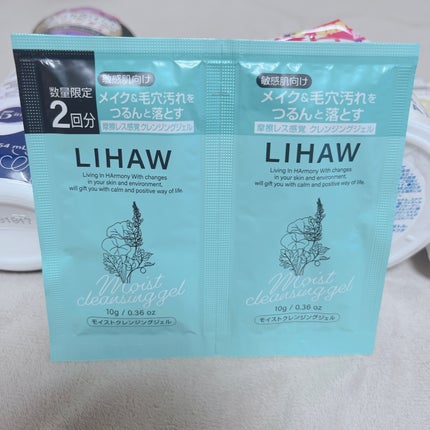 数量限定
2回分
敏感肌向け
メイク&毛穴汚れを
つるんと落とす
摩擦レス感覚 クレンジングジェル
LIHAW
Living In HArmony With changes
in your skin and environment,
will gift you with calm and positive way of life.
Moist
cleansing gel
10g / 0.36 oz
モイストクレンジングジェル
敏感肌向け
メイク&毛穴汚れを
つるんと落とす
摩擦レス感覚 クレンジングジェル
LIHAW
Living In HArmony With changes
in your skin and environment,
will gift you with calm and positive way of life.
Moist
cleansing gel
10g / 0.36 oz
モイストクレンジングジェル